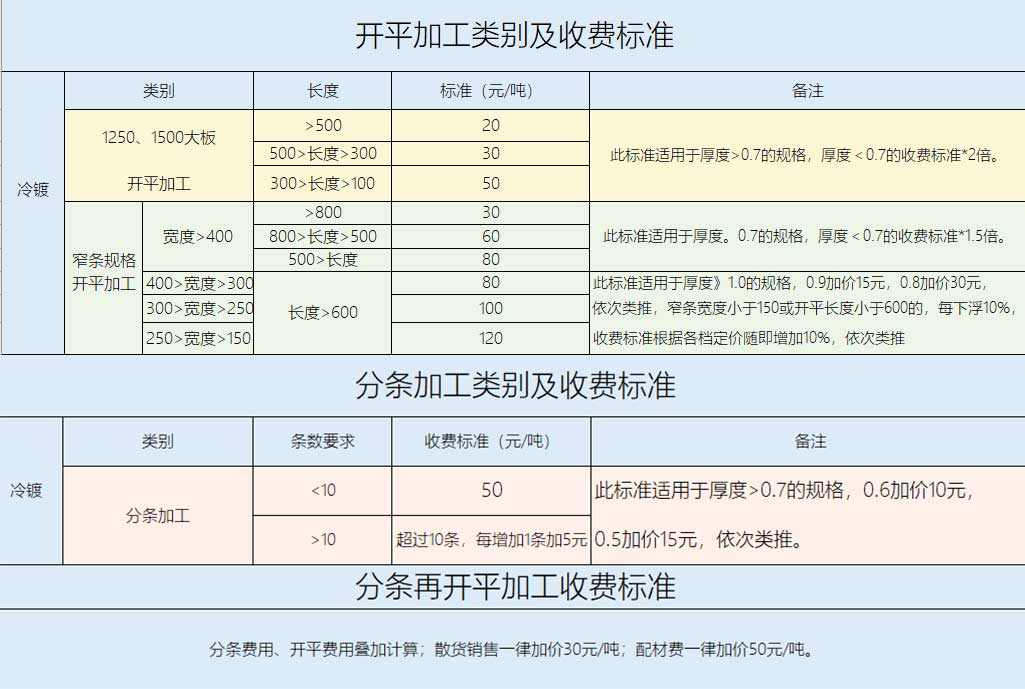 开平加工类别及收费标准
类别 长度 标准（元/吨） 备注
冷镀
1250、1500大板
开平加工
>500 20
500>长度>300 30
300>长度>100 50
此标准适用于厚度>0.7的规格，厚度＜0.7的收费标准*2倍。
窄条规格
开平加工
宽度>400
>800 30
800>长度>500 60
500>长度 80
此标准适用于厚度。0.7的规格，厚度＜0.7的收费标准*1.5倍。
400>宽度>300 80
300>宽度>250 100
250>宽度>150 120
长度>600
此标准适用于厚度》1.0的规格，0.9加价15元，0.8加价30元，
依次类推，窄条宽度小于150或开平长度小于600的，每下浮10%，
收费标准根据各档定价随即增加10%，依次类推
分条加工类别及收费标准
类别 条数要求 收费标准（元/吨） 备注
冷镀
分条加工
<10 50
>10 超过10条，每增加1条加5元
此标准适用于厚度>0.7的规格，0.6加价10元，
0.5加价15元，依次类推。
分条再开平加工收费标准
分条费用、开平费用叠加计算；散货销售一律加价30元/吨；配材费一律加价50元/吨。